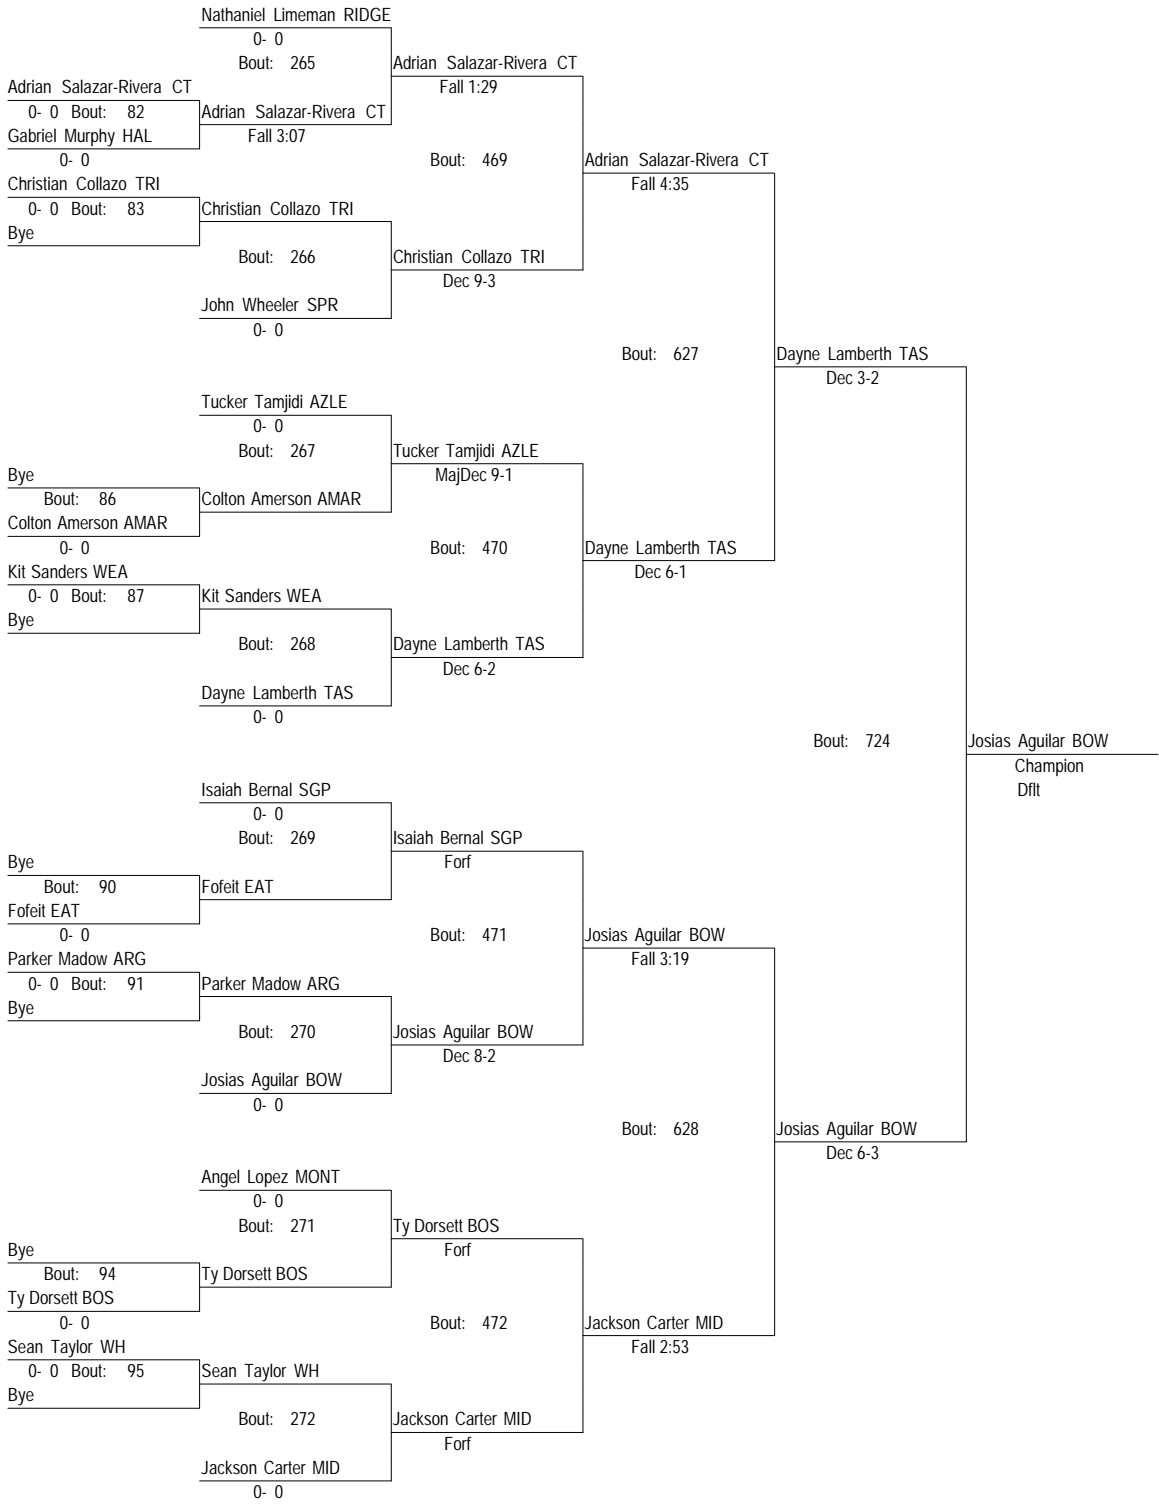 Nathaniel Limeman RIDGE
0- 0
Bout: 265
Adrian Salazar-Rivera CT
Fall 1:29
Adrian Salazar-Rivera CT
0- 0 Bout: 82
Adrian Salazar-Rivera CT
Fall 3:07
Gabriel Murphy HAL
0- 0
Bout: 469
Adrian Salazar-Rivera CT
Fall 4:35
Christian Collazo TRI
0- 0 Bout: 83
Christian Collazo TRI
Bye
Bout: 266
Christian Collazo TRI
Dec 9-3
John Wheeler SPR
0- 0
Bout: 627
Dayne Lamberth TAS
Dec 3-2
Tucker Tamjidi AZLE
0- 0
Bout: 267
Tucker Tamjidi AZLE
MajDec 9-1
Bye
Bout: 86
Colton Amerson AMAR
Colton Amerson AMAR
0- 0
Bout: 470
Dayne Lamberth TAS
Dec 6-1
Kit Sanders WEA
0- 0 Bout: 87
Kit Sanders WEA
Bye
Bout: 268
Dayne Lamberth TAS
Dec 6-2
Dayne Lamberth TAS
0- 0
Bout: 724
Josias Aguilar BOW
Champion
Dflt
Isaiah Bernal SGP
0- 0
Bout: 269
Isaiah Bernal SGP
Forf
Bye
Bout: 90
Fofeit EAT
Fofeit EAT
0- 0
Bout: 471
Josias Aguilar BOW
Fall 3:19
Parker Madow ARG
0- 0 Bout: 91
Parker Madow ARG
Bye
Bout: 270
Josias Aguilar BOW
Dec 8-2
Josias Aguilar BOW
0- 0
Bout: 628
Josias Aguilar BOW
Dec 6-3
Angel Lopez MONT
0- 0
Bout: 271
Ty Dorsett BOS
Forf
Bye
Bout: 94
Ty Dorsett BOS
Ty Dorsett BOS
0- 0
Bout: 472
Jackson Carter MID
Fall 2:53
Sean Taylor WH
0- 0 Bout: 95
Sean Taylor WH
Bye
Bout: 272
Jackson Carter MID
Forf
Jackson Carter MID
0- 0